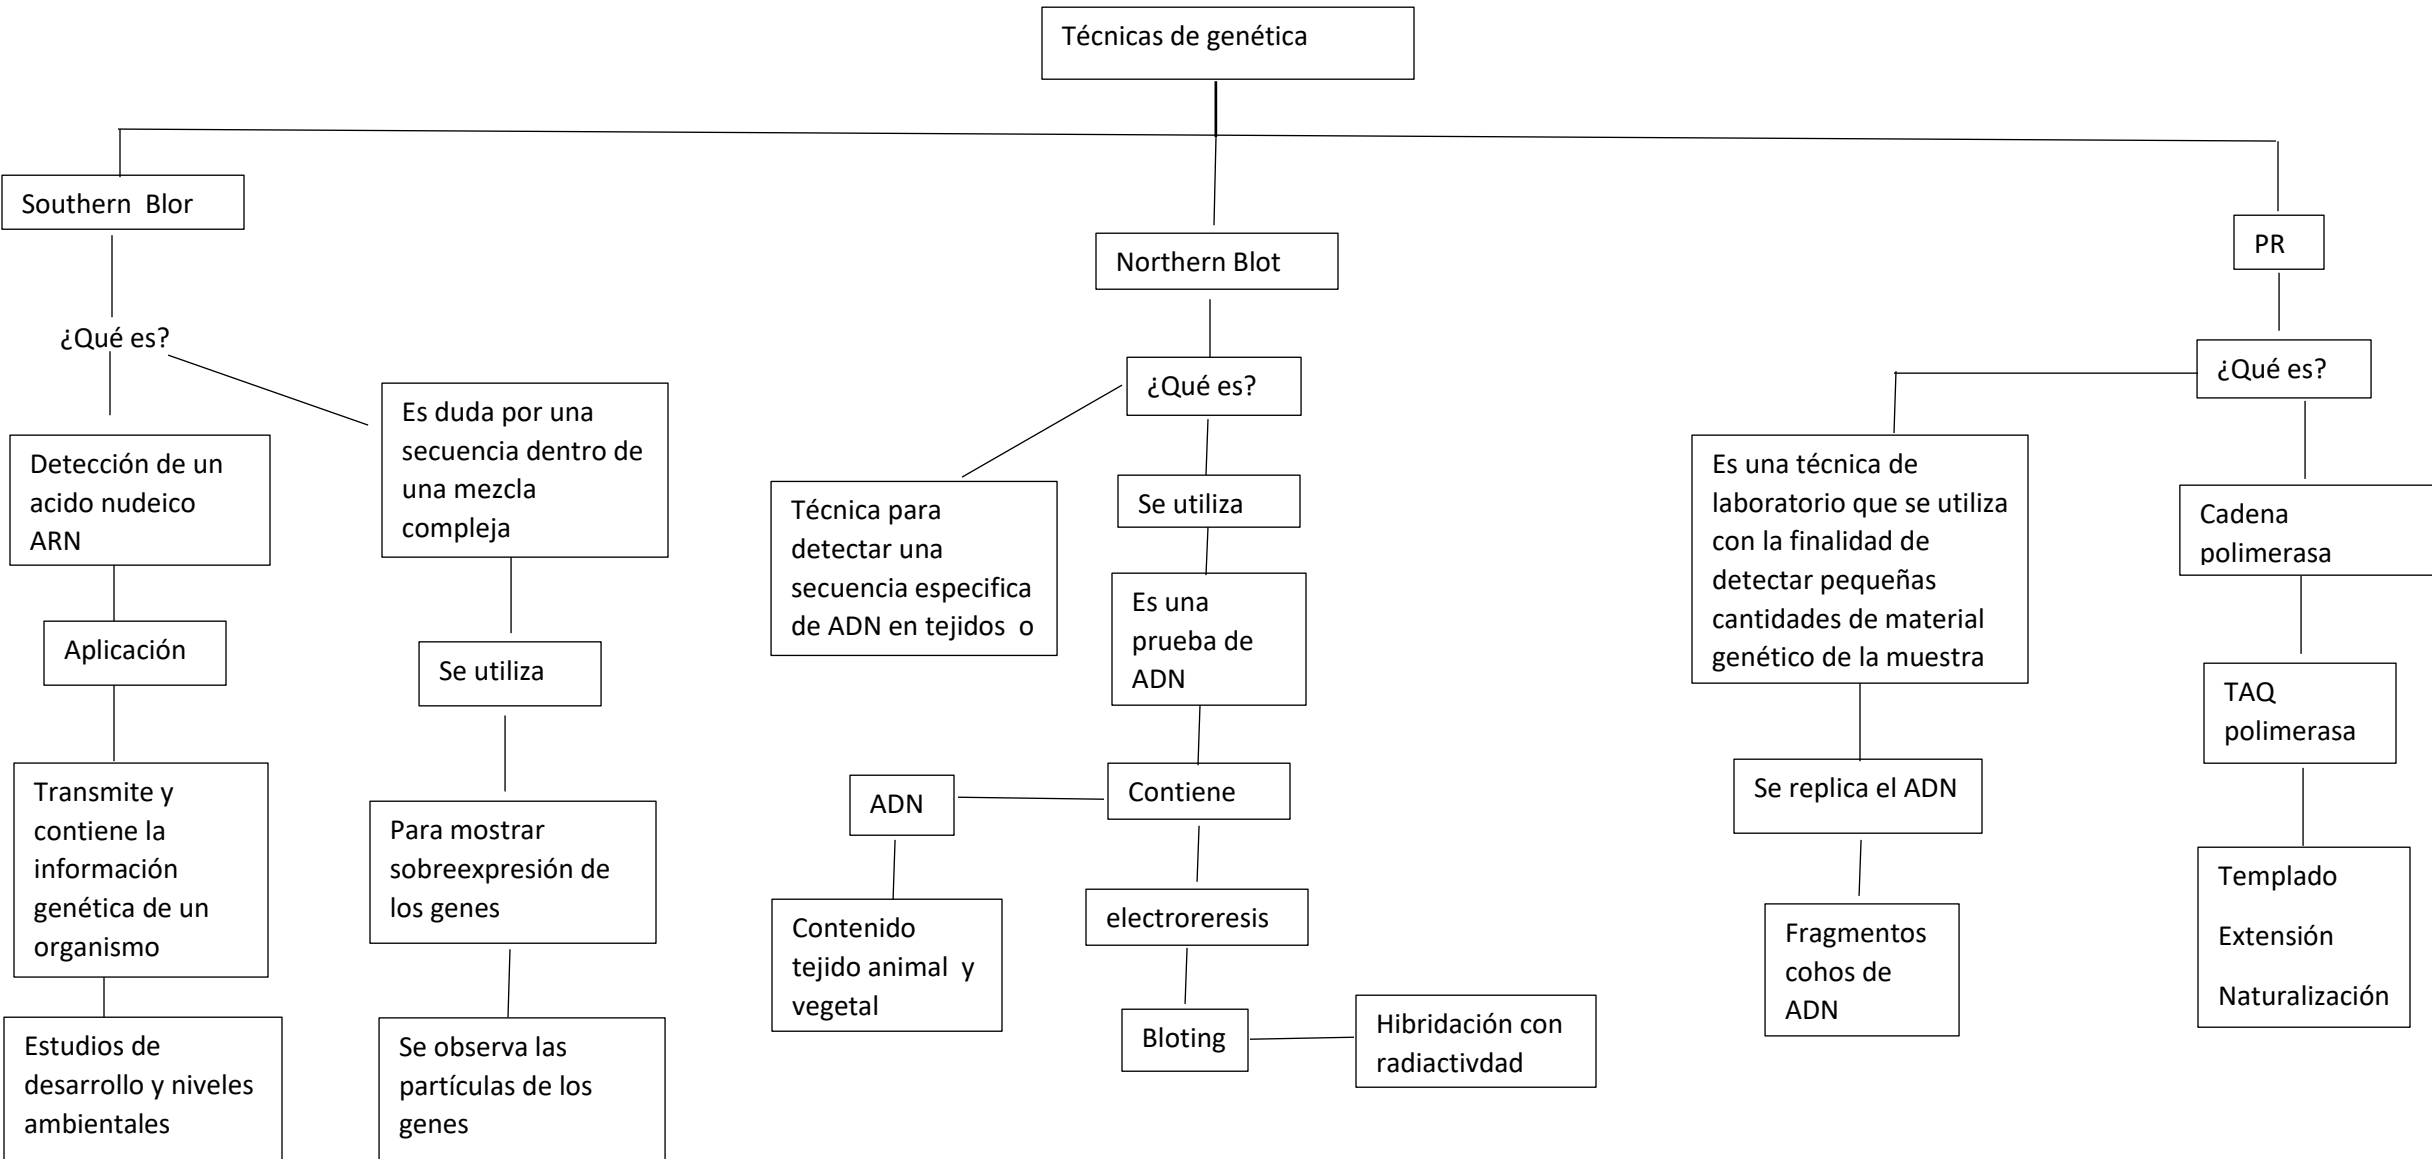 Técnicas de genética
Southern  Blor
¿Qué es?
Detección de un
acido nudeico
ARN
Aplicación
Transmite y
contiene la
información
genética de un
organismo
Estudios de
desarrollo y niveles
ambientales
Es duda por una
secuencia dentro de
una mezcla
compleja
Se utiliza
Para mostrar
sobreexpresión de
los genes
Se observa las
partículas de los
genes
Northern Blot
¿Qué es?
Técnica para
detectar una
secuencia especifica
de ADN en tejidos  o
Se utiliza
Es una
prueba de
ADN
Contiene
ADN
Contenido
tejido animal  y
vegetal
electroreresis
Bloting
Hibridación con
radiactivdad
PR
¿Qué es?
Es una técnica de
laboratorio que se utiliza
con la finalidad de
detectar pequeñas
cantidades de material
genético de la muestra
Se replica el ADN
Fragmentos
cohos de
ADN
Cadena
polimerasa
TAQ
polimerasa
Templado
Extensión
Naturalización